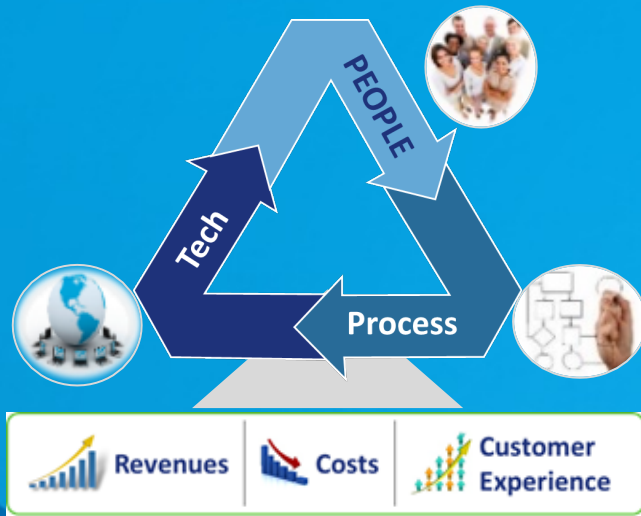 PEOPLE
Tech
Process
Revenues
Costs
Customer
Experience